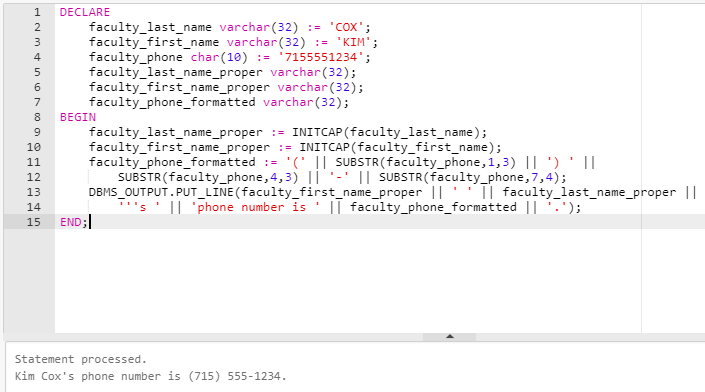 1 DECLARE
2 faculty_last_name varchar(32) := 'COX';
3 faculty_first_name varchar(32) := 'KIM';
4 faculty_phone char(10) := '7155551234';
5 faculty_last_name_proper varchar(32);
6 faculty_first_name_proper varchar(32);
7 faculty_phone_formatted varchar(32);
8 BEGIN
9 faculty_last_name_proper := INITCAP(faculty_last_name);
10 faculty_first_name_proper := INITCAP(faculty_first_name);
11 faculty_phone_formatted := '(' || SUBSTR(faculty_phone,1,3) || ') ' ||
12 SUBSTR(faculty_phone,4,3) || '-' || SUBSTR(faculty_phone,7,4);
13 DBMS_OUTPUT.PUT_LINE(faculty_first_name_proper || ' ' || faculty_last_name_proper ||
14 '''s ' || 'phone number is ' || faculty_phone_formatted || '.');
15 END;
Statement processed.
Kim Cox's phone number is (715) 555-1234.